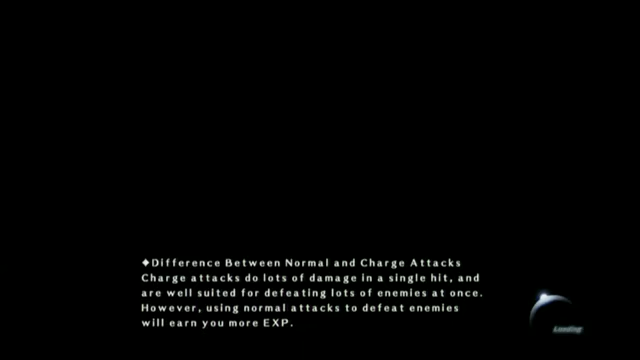 ◆Difference Between Normal and Charge Attacks
Charge attacks do lots of damage in a single hit, and
are well suited for defeating lots of enemies at once.
However, using normal attacks to defeat enemies
will earn you more EXP.
Loading